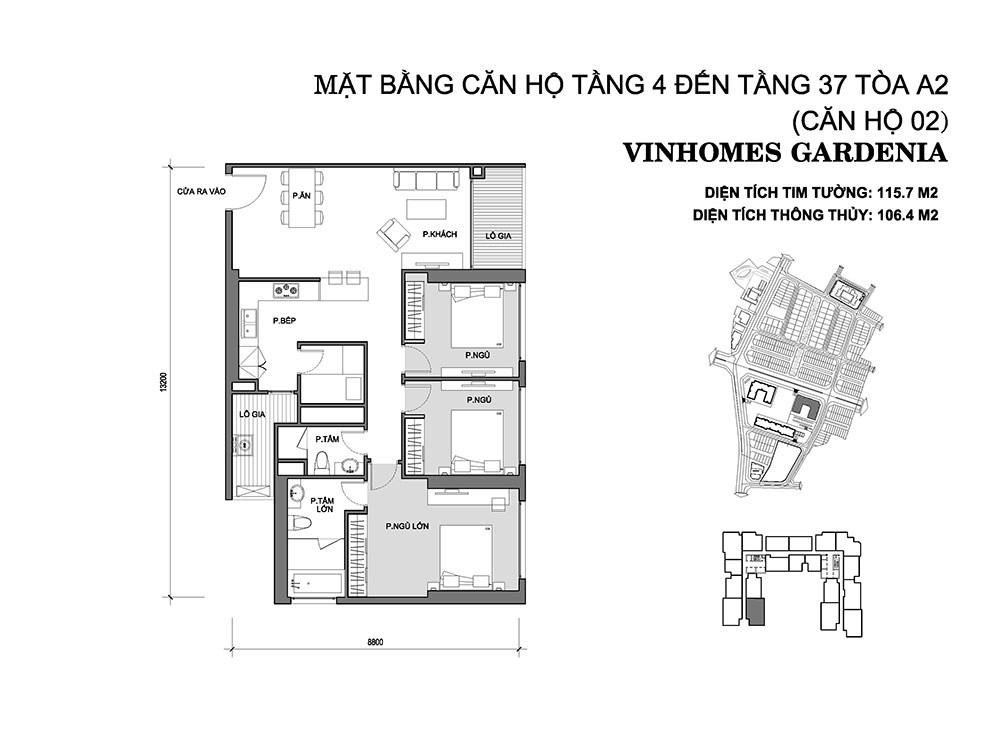 MẶT BẰNG CĂN HỘ TẦNG 4 ĐẾN TẦNG 37 TÒA A2
(CĂN HỘ 02)
VINHOMES GARDENIA
DIỆN TÍCH TIM TƯỜNG: 115.7 M2
DIỆN TÍCH THÔNG THỦY: 106.4 M2
CỬA RA VÀO
P.ĂN
P.KHÁCH
LÔ GIA
P.BẾP
P.NGỦ
P.NGỦ
LÔ GIA
P.TẮM
P.TẮM
LỚN
P.NGỦ LỚN
13200
8800